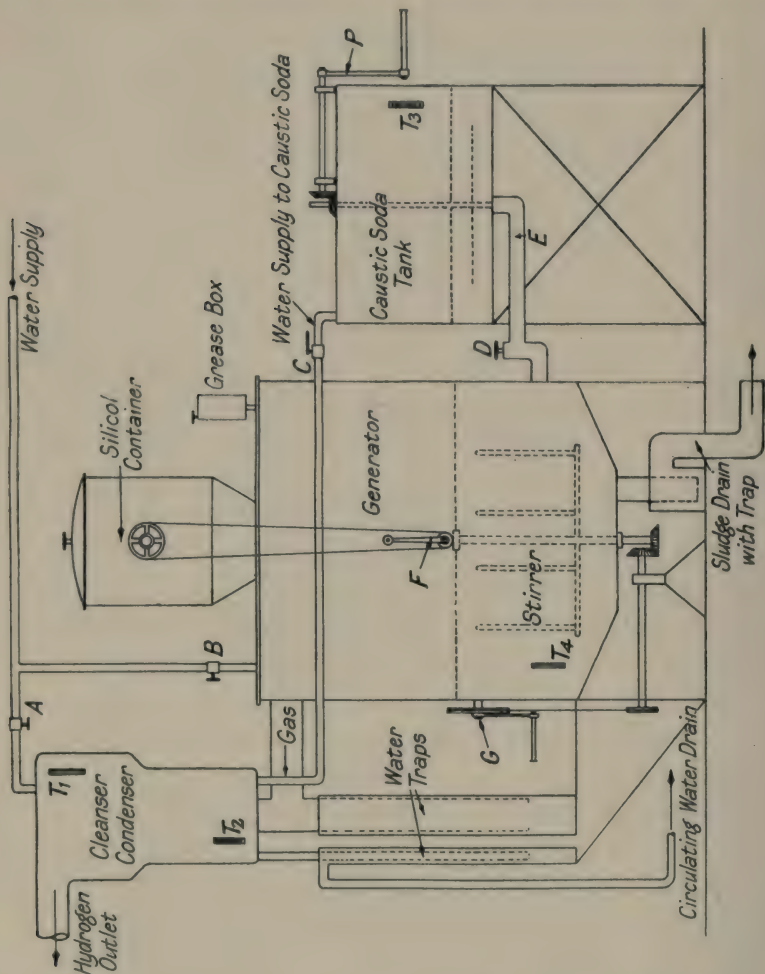 Water Supply
A
B
Silicol
Container
Grease Box
C
Water Supply to Caustic Soda
P
T3
Caustic Soda
Tank
E
D
Generator
F
Stirrer
T4
G
Gas
T1
Cleanser
Condenser
T2
Hydrogen
Outlet
Water
Traps
Circulating Water Drain
Sludge Drain
with Trap